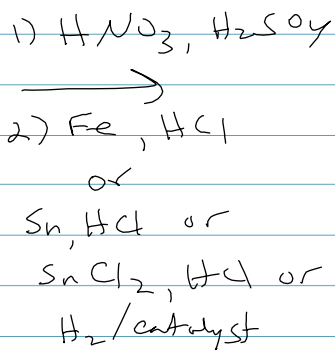 1) HNO3, H2SO4
2) Fe, HCl
or
Sn, HCl or
SnCl2, HCl or
H2/catalyst